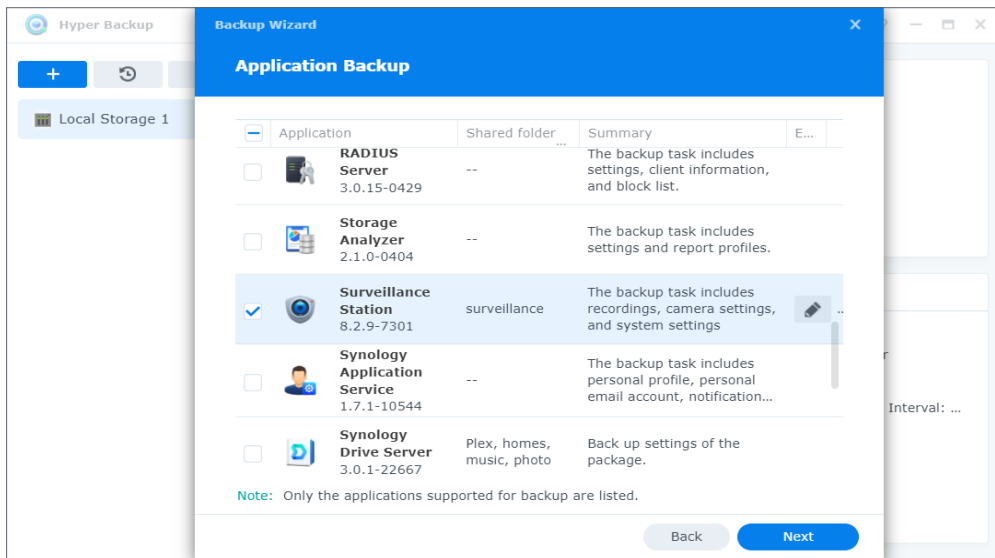 Hyper Backup
Backup Wizard
Application Backup
+
Local Storage 1
Application
Shared folder ...
Summary
E...
RADIUS
Server
3.0.15-0429
--
The backup task includes
settings, client information,
and block list.
Storage
Analyzer
2.1.0-0404
--
The backup task includes
settings and report profiles.
Surveillance
Station
8.2.9-7301
surveillance
The backup task includes
recordings, camera settings,
and system settings
..
Synology
Application
Service
1.7.1-10544
--
The backup task includes
personal profile, personal
email account, notification...
Synology
Drive Server
3.0.1-22667
Plex, homes,
music, photo
Back up settings of the
package.
Note: Only the applications supported for backup are listed.
Back
Next
r
Interval: ...